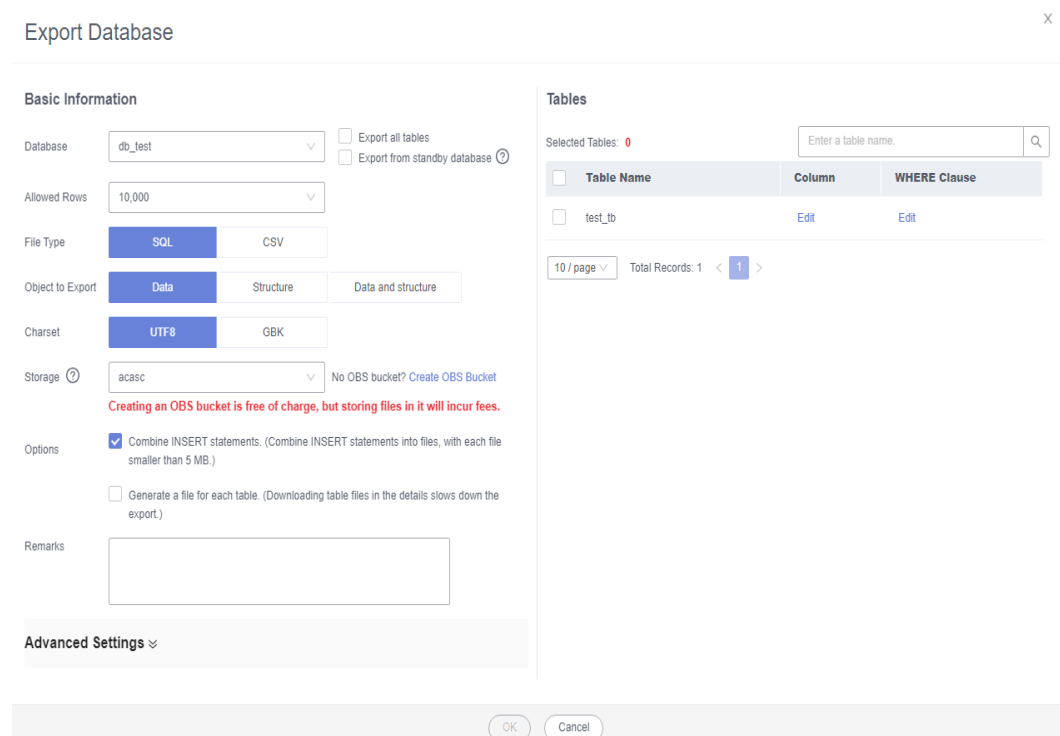 Export Database
X
Basic Information
Database
db_test
Export all tables
Export from standby database ?
Allowed Rows
10,000
File Type
SQL
CSV
Object to Export
Data
Structure
Data and structure
Charset
UTF8
GBK
Storage ?
acasc
No OBS bucket? Create OBS Bucket
Creating an OBS bucket is free of charge, but storing files in it will incur fees.
Options
Combine INSERT statements. (Combine INSERT statements into files, with each file
smaller than 5 MB.)
Generate a file for each table. (Downloading table files in the details slows down the
export.)
Remarks
Advanced Settings
Tables
Selected Tables: 0
Enter a table name.
Table Name
Column
WHERE Clause
test_tb
Edit
Edit
10 / page
Total Records: 1
< 1 >
OK
Cancel